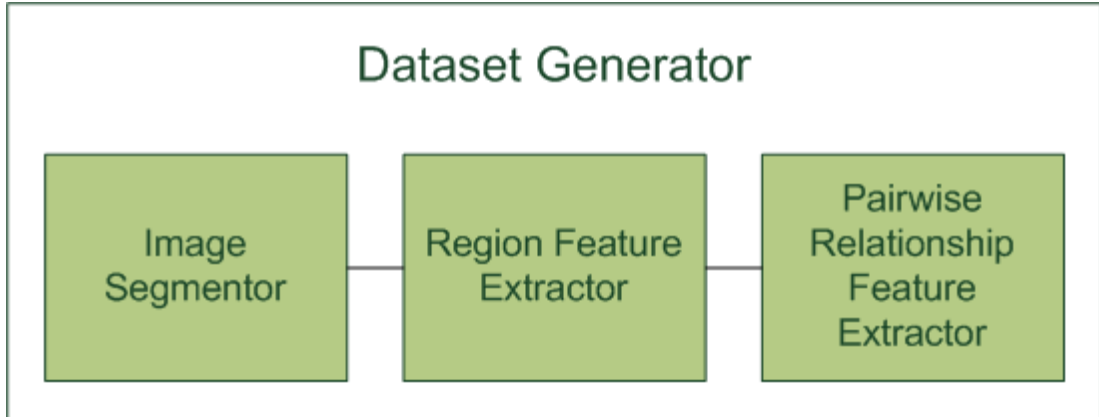 Dataset Generator
Image
Segmentor
Region Feature
Extractor
Pairwise
Relationship
Feature
Extractor